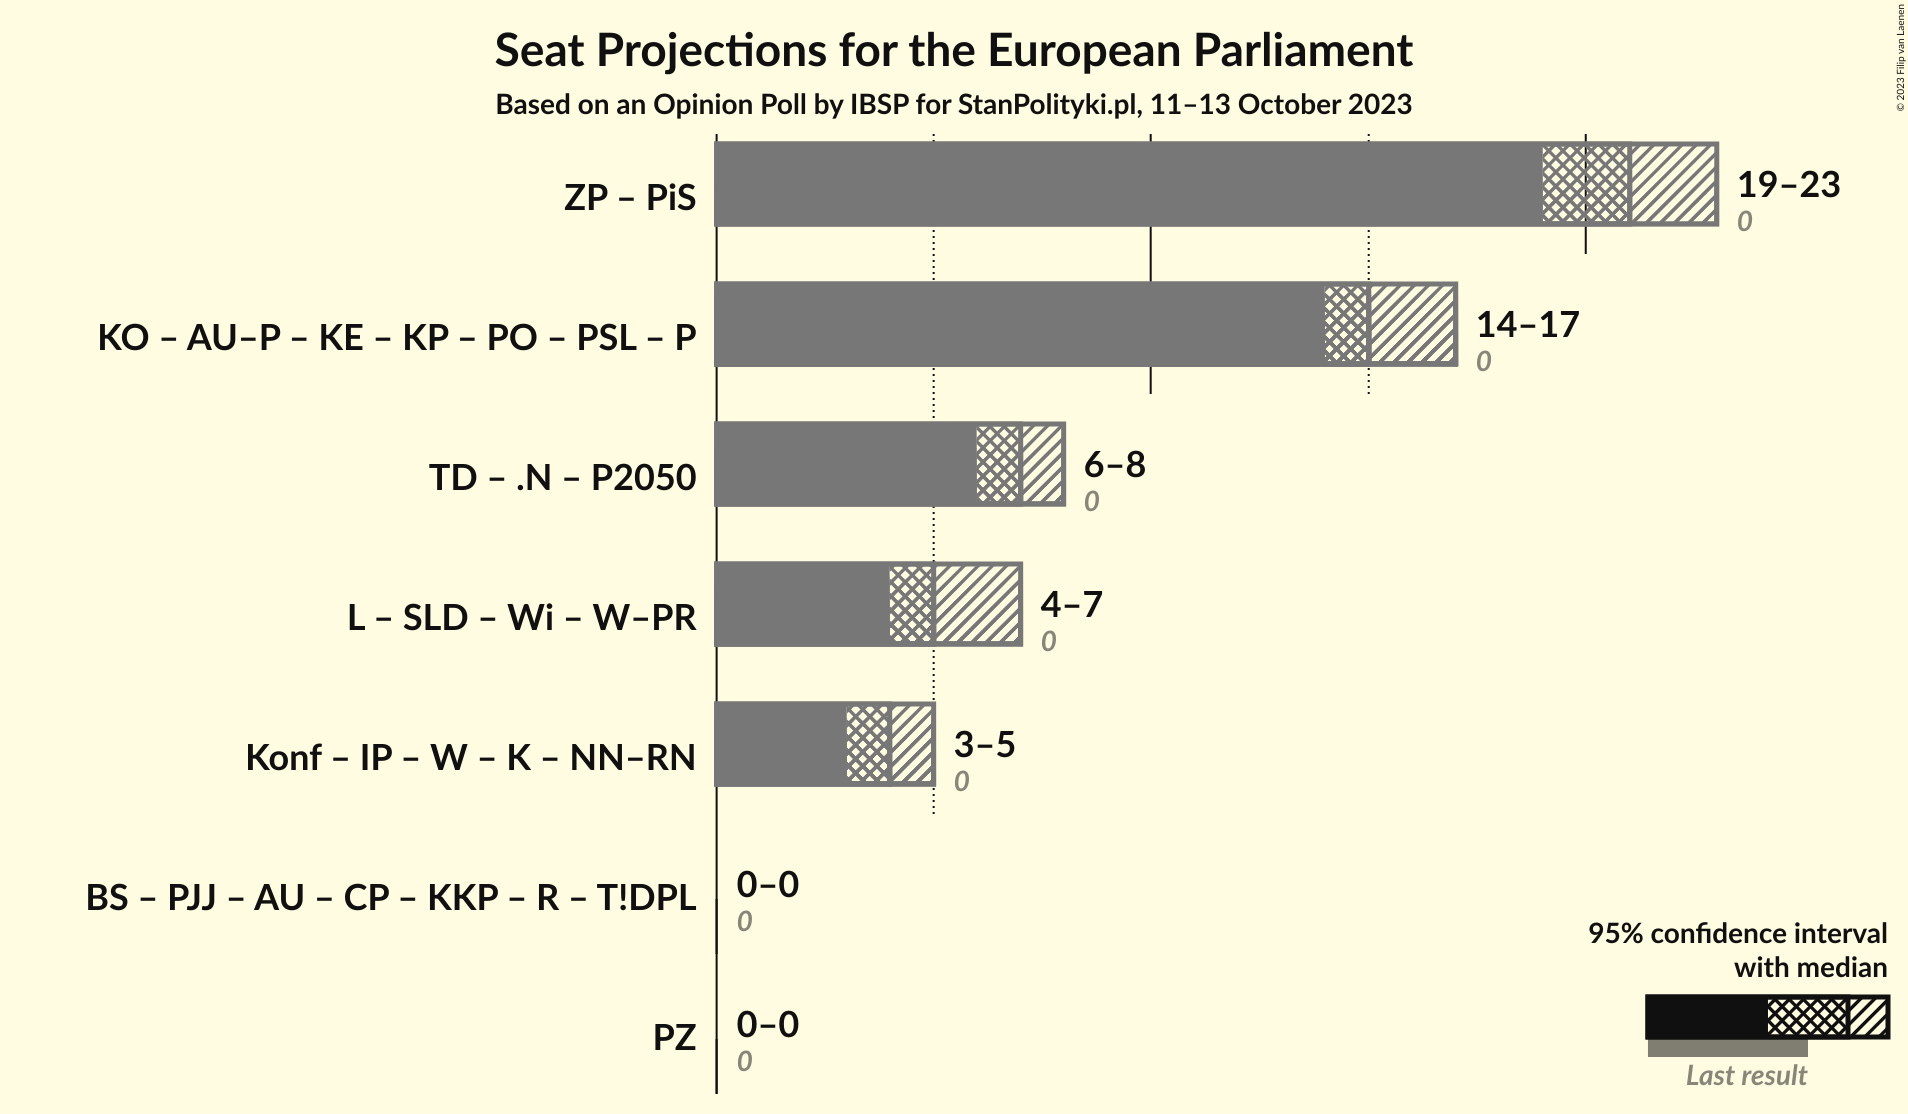 Seat Projections for the European Parliament
Based on an Opinion Poll by IBSP for StanPolityki.pl, 11–13 October 2023
© 2023 Filip van Laenen
ZP – PiS
19–23
0
KO – AU–P – KE – KP – PO – PSL – P
14–17
0
TD – .N – P2050
6–8
0
L – SLD – Wi – W–PR
4–7
0
Konf – IP – W – K – NN–RN
3–5
0
BS – PJJ – AU – CP – KKP – R – T!DPL
0–0
0
PZ
0–0
0
95% confidence interval
with median
Last result